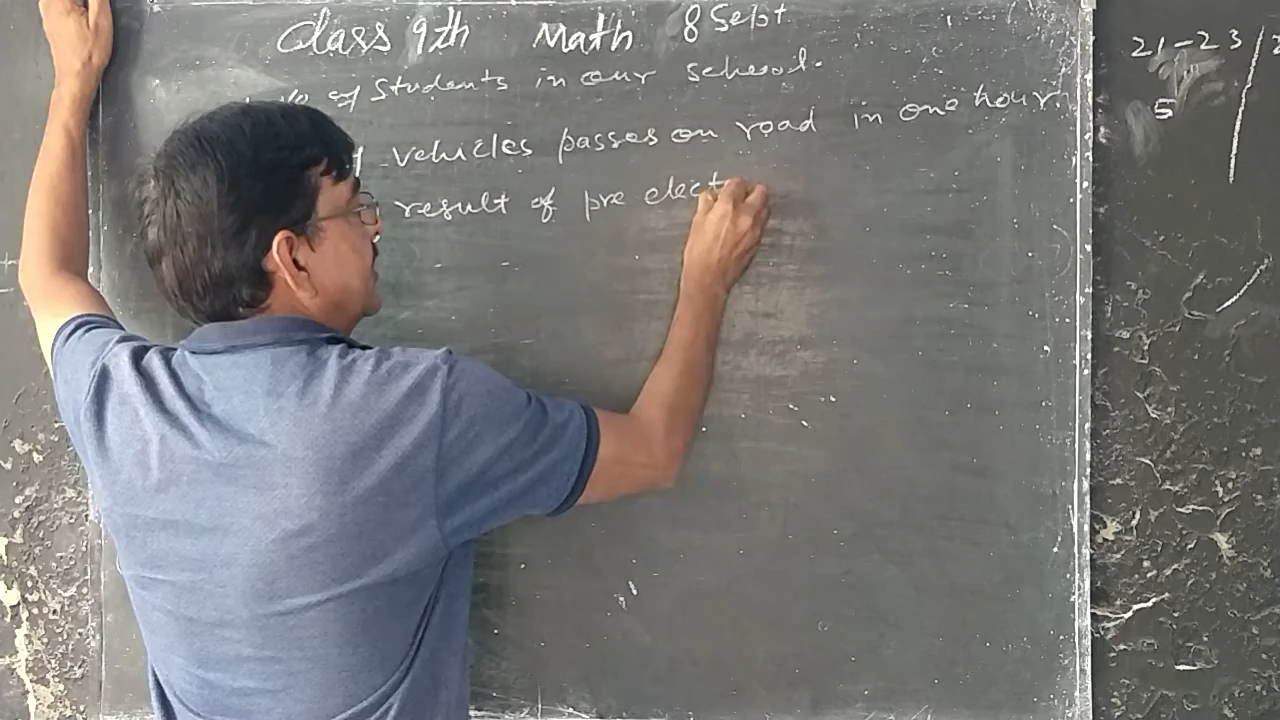 Class 9th Math 8 Sept
of Students in our school.
vehicles passes on road in one hour.
result of pre elect
21-23
5